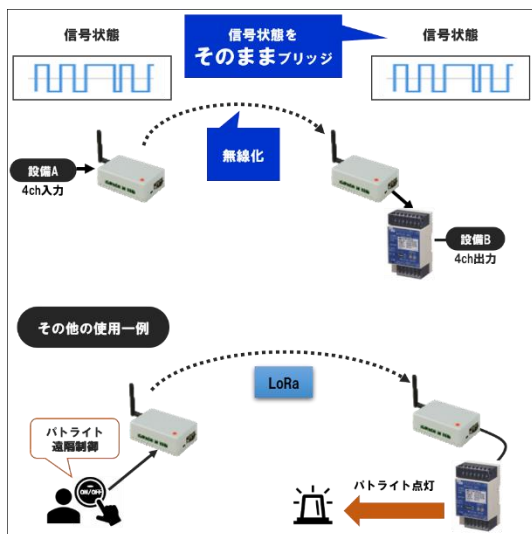 信号状態
信号状態を
そのままブリッジ
信号状態
無線化
設備A
4ch入力
設備B
4ch出力
その他の使用一例
LoRa
パトライト
遠隔制御
ON/OFF
パトライト点灯